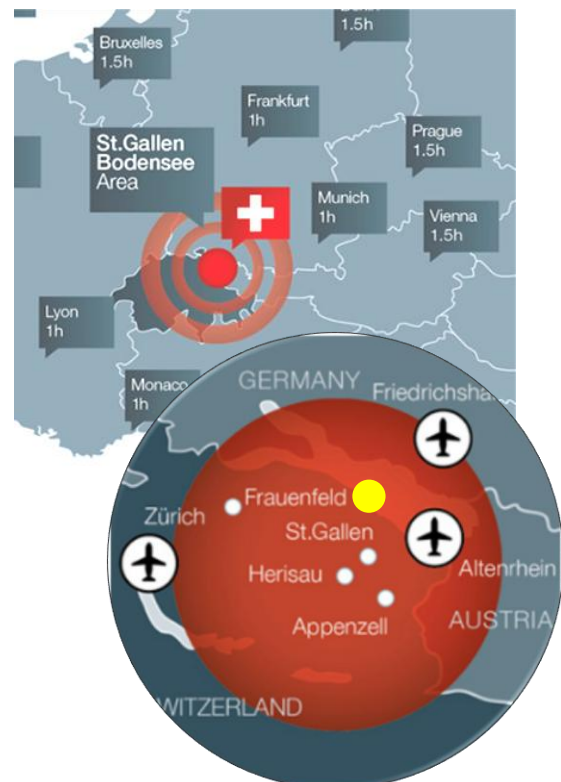 Bruxelles
1.5h
1.5h
Frankfurt
1h
St.Gallen
Bodensee
Area
Prague
1.5h
Munich
1h
Vienna
1.5h
Lyon
1h
Monaco
1h
GERMANY
Friedrichsha
Frauenfeld
Zürich
St.Gallen
Herisau
Altenrhein
Appenzell
AUSTRIA
WITZERLAND